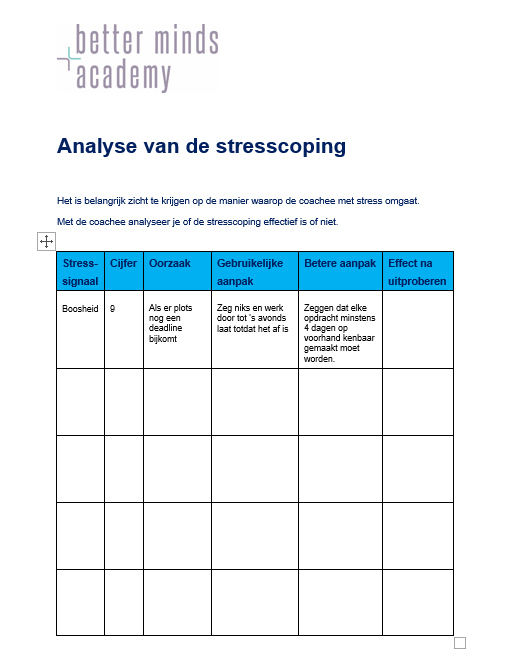 better minds
academy
Analyse van de stresscoping
Het is belangrijk zicht te krijgen op de manier waarop de coachee met stress omgaat.
Met de coachee analyseer je of de stresscoping effectief is of niet.
Stress-
signaal
Cijfer
Oorzaak
Gebruikelijke
aanpak
Betere aanpak
Effect na
uitproberen
Boosheid
9
Als er plots
nog een
deadline
bijkomt
Zeg niks en werk
door tot 's avonds
laat totdat het af is
Zeggen dat elke
opdracht minstens
4 dagen op
voorhand kenbaar
gemaakt moet
worden.